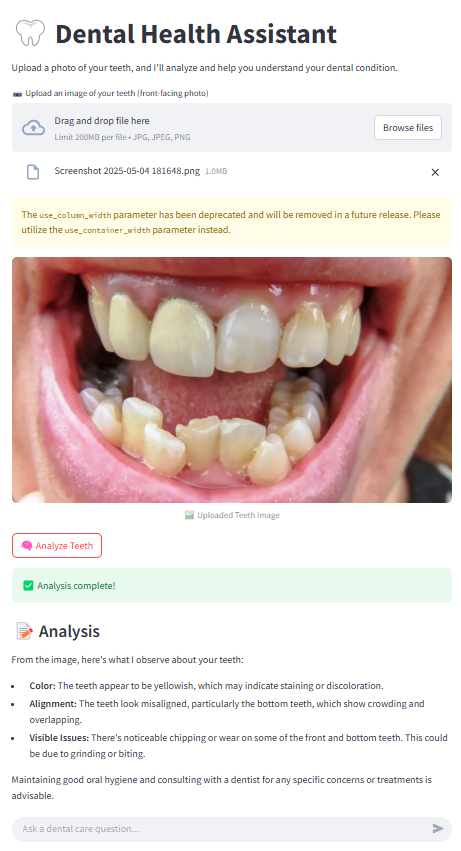 Dental Health Assistant
Upload a photo of your teeth, and I'll analyze and help you understand your dental condition.
Upload an image of your teeth (front-facing photo)
Drag and drop file here
Limit 200MB per file • JPG, JPEG, PNG
Browse files
Screenshot 2025-05-04 181648.png 1.0MB
The use_column_width parameter has been deprecated and will be removed in a future release. Please
utilize the use_container_width parameter instead.
Uploaded Teeth Image
Analyze Teeth
Analysis complete!
Analysis
From the image, here's what I observe about your teeth:
• Color: The teeth appear to be yellowish, which may indicate staining or discoloration.
• Alignment: The teeth look misaligned, particularly the bottom teeth, which show crowding and
overlapping.
• Visible Issues: There's noticeable chipping or wear on some of the front and bottom teeth. This could
be due to grinding or biting.
Maintaining good oral hygiene and consulting with a dentist for any specific concerns or treatments is
advisable.
Ask a dental care question...